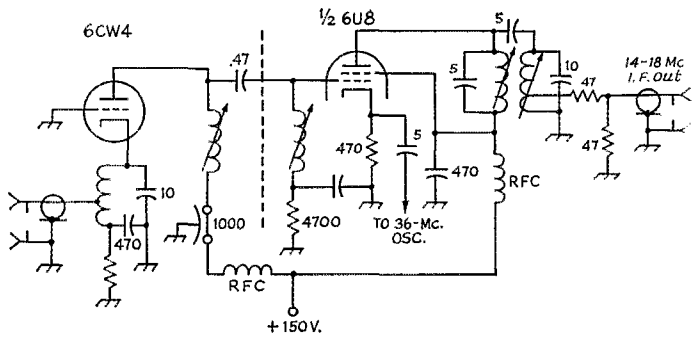 6CW4
½ 6U8
5
.47
5
10
14-18 Mc
I.F. OUT
47
47
470
5
470
RFC
10
470
1000
4700
TO 36-Mc.
OSC.
RFC
+150V.